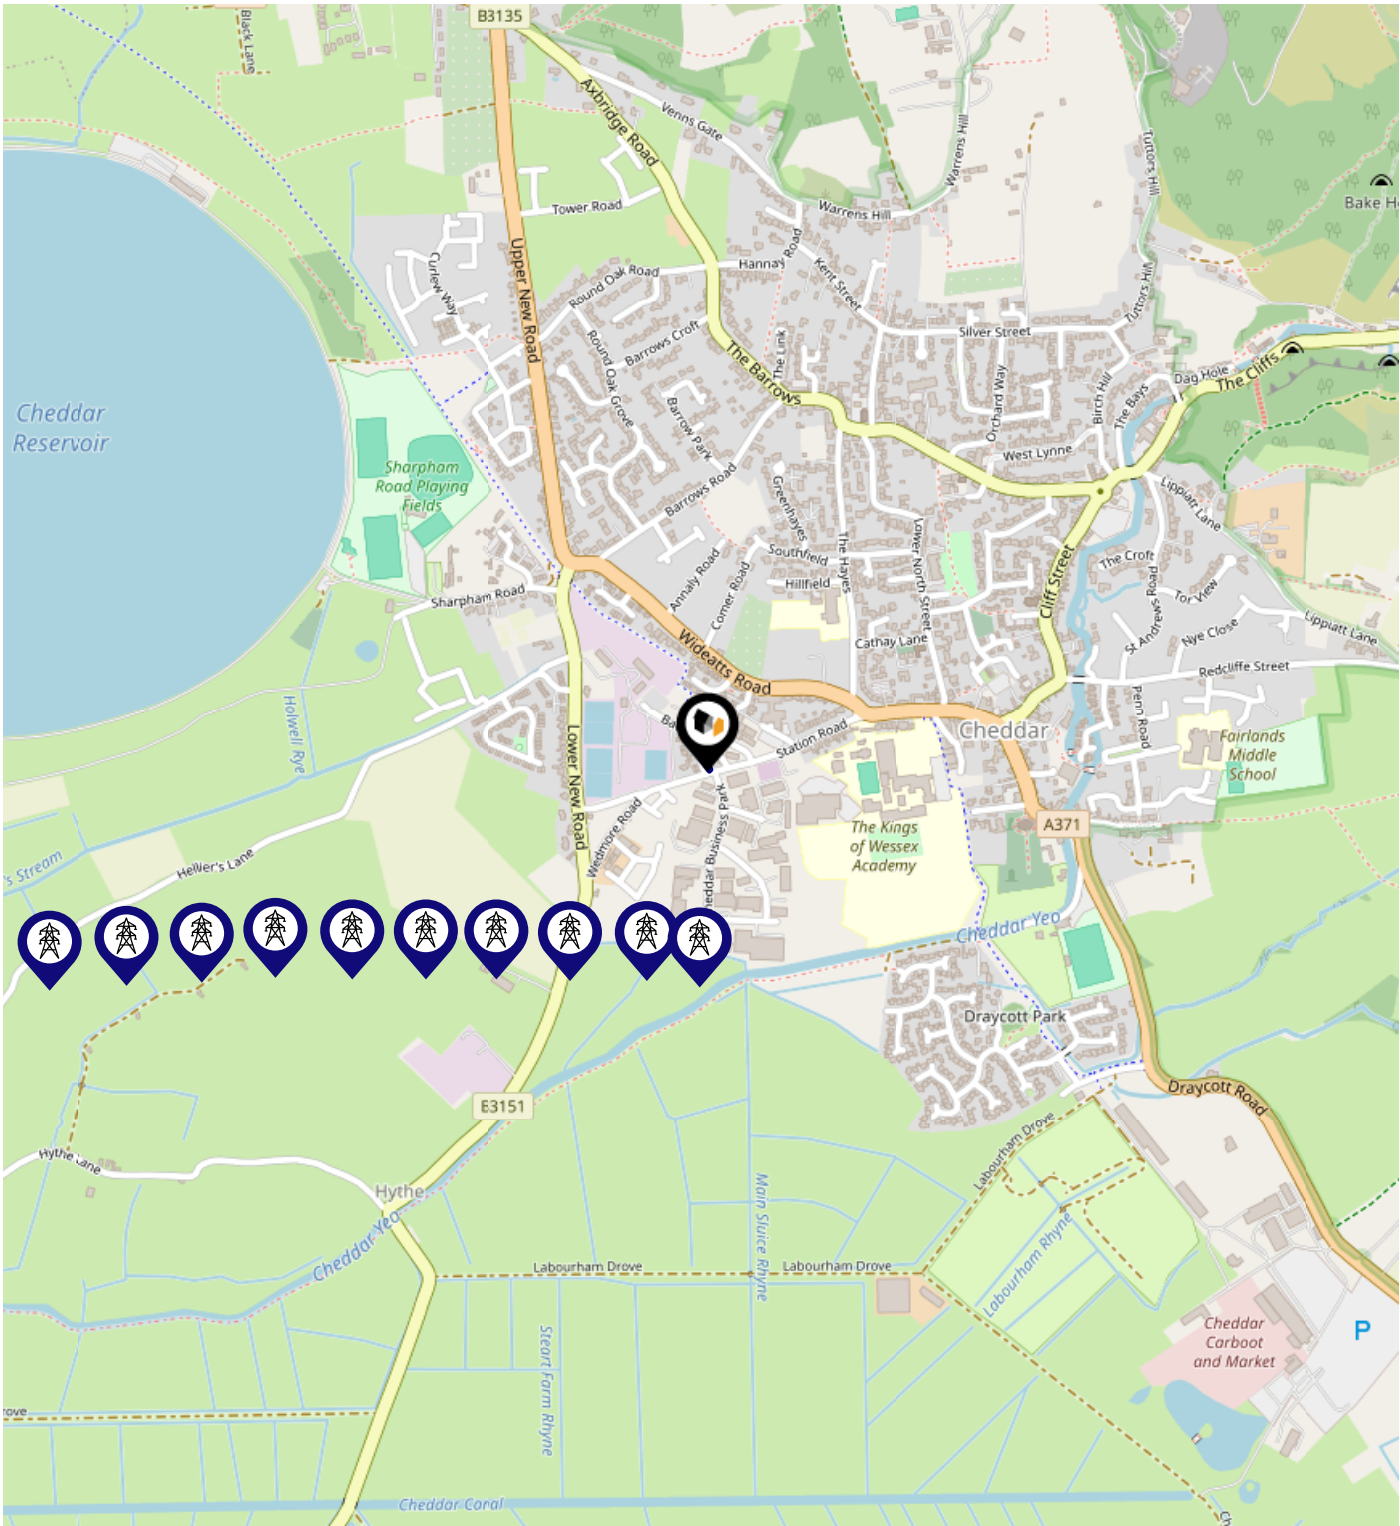 B3135
Black Lane
Axbridge Road
Venns Gate
Warrens Hill
Tuttors Hill
Tower Road
Warrens Hill
Upper New Road
Curlew Way
Round Oak Road
Hannay Road
Kent Street
Tuttors Hill
Silver Street
Barrows Croft
The Link
The Barrows
Round Oak Grove
Dag Hole
The Cliffs
Orchard Way
Birch Hill
The Bays
Cheddar
Reservoir
Barrow Park
West Lynne
Sharpham
Road Playing
Fields
Barrows Road
Greenhayes
Lippiatt Lane
The Hayes
Lower North Street
Southfield
Hillfield
Annaly Road
Comer Road
Cliff Street
The Croft
St Andrews Road
Tor View
Nye Close
Lippiatt Lane
Sharpham Road
Wideatts Road
Cathay Lane
Redcliffe Street
Penn Road
Holwell Rye
Lower New Road
Station Road
Cheddar
Fairlands
Middle
School
Wedmore Road
A371
The Kings
of Wessex
Academy
's Stream
Hellier's Lane
heddar Business Park
Cheddar Yeo
Draycott Park
Draycott Road
E3151
Labourham Drove
Hythe Lane
Hythe
Cheddar Yeo
Main Sluice Rhyne
Labourham Rhyne
Labourham Drove
Labourham Drove
Steart Farm Rhyne
Cheddar
Carboot
and Market
P
rove
Cheddar Canal